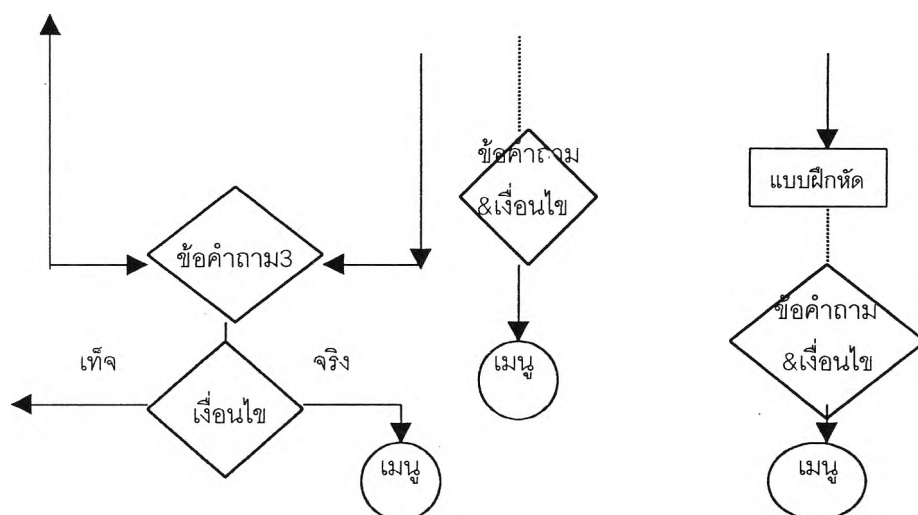 ข้อคำถาม
&เงื่อนไข
แบบฝึกหัด
ข้อคำถาม3
ข้อคำถาม
&เงื่อนไข
เท็จ
จริง
เมนู
เงื่อนไข
เมนู
เมนู